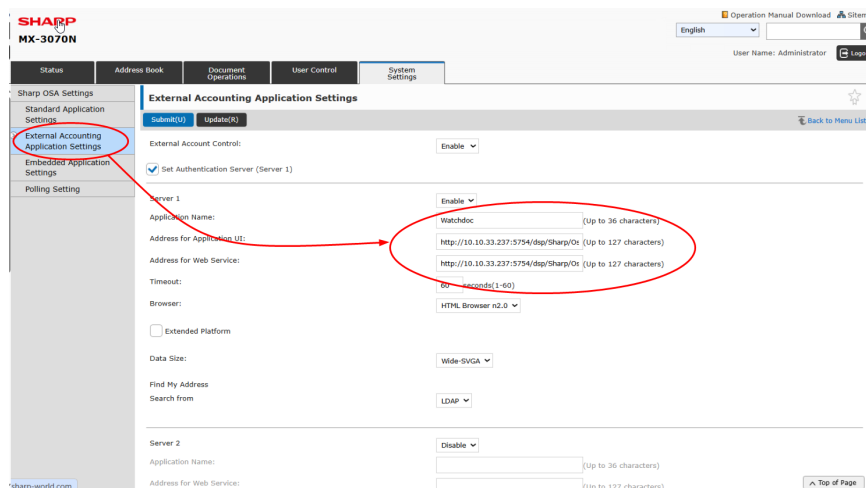 Operation Manual Download Sitem
SHARP
MX-3070N
English
User Name: Administrator Logo
Status Address Book Document Operations User Control System Settings
Sharp OSA Settings
Standard Application Settings
External Accounting Application Settings
Embedded Application Settings
Polling Setting
External Accounting Application Settings
Submit(U) Update(R)
Back to Menu List
External Account Control: Enable
Set Authentication Server (Server 1)
Server 1 Enable
Application Name: Watchdoc (Up to 36 characters)
Address for Application UI: http://10.10.33.237:5754/dsp/Sharp/Os (Up to 127 characters)
Address for Web Service: http://10.10.33.237:5754/dsp/Sharp/Os (Up to 127 characters)
Timeout: 60 seconds(1-60)
Browser: HTML Browser n2.0
Extended Platform
Data Size: Wide-SVGA
Find My Address
Search from LDAP
Server 2 Disable
Application Name: (Up to 36 characters)
Address for Web Service: (Up to 127 characters)
sharp-world.com
Top of Page